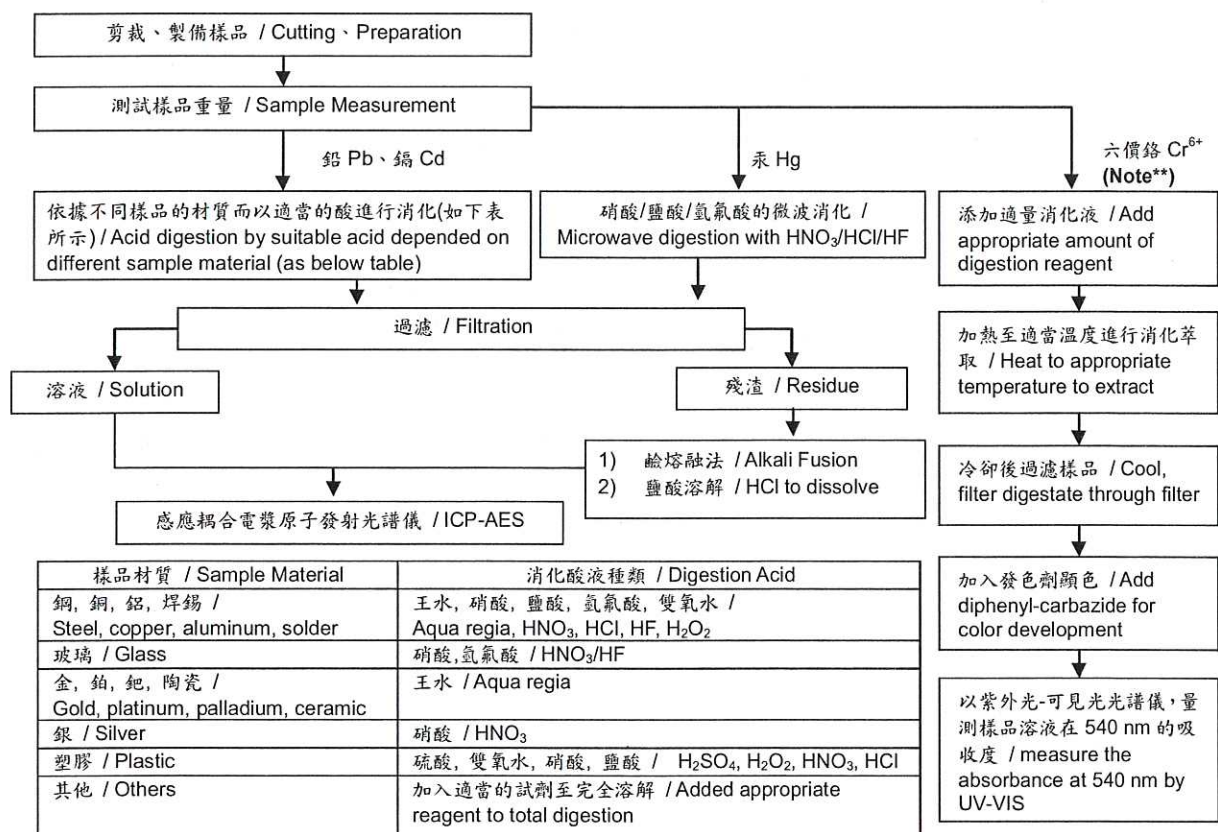 剪裁、製備樣品 / Cutting、Preparation
測試樣品重量 / Sample Measurement
鉛 Pb、鎘 Cd
汞 Hg
六價鉻 Cr⁶⁺
(Note**)
依據不同樣品的材質而以適當的酸進行消化(如下表
所示) / Acid digestion by suitable acid depended on
different sample material (as below table)
硝酸/鹽酸/氫氟酸的微波消化 /
Microwave digestion with HNO₃/HCl/HF
添加適量消化液 / Add
appropriate amount of
digestion reagent
過濾 / Filtration
加熱至適當溫度進行消化萃
取 / Heat to appropriate
temperature to extract
溶液 / Solution
殘渣 / Residue
1) 鹼熔融法 / Alkali Fusion
2) 鹽酸溶解 / HCl to dissolve
冷卻後過濾樣品 / Cool,
filter digestate through filter
感應耦合電漿原子發射光譜儀 / ICP-AES
加入發色劑顯色 / Add
diphenyl-carbazide for
color development
以紫外光-可見光光譜儀，量
測樣品溶液在 540 nm 的吸
收度 / measure the
absorbance at 540 nm by
UV-VIS
樣品材質 / Sample Material
消化酸液種類 / Digestion Acid
鋼, 銅, 鋁, 焊錫 /
Steel, copper, aluminum, solder
王水, 硝酸, 鹽酸, 氫氟酸, 雙氧水 /
Aqua regia, HNO₃, HCl, HF, H₂O₂
玻璃 / Glass
硝酸,氫氟酸 / HNO₃/HF
金, 鉑, 鈀, 陶瓷 /
Gold, platinum, palladium, ceramic
王水 / Aqua regia
銀 / Silver
硝酸 / HNO₃
塑膠 / Plastic
硫酸, 雙氧水, 硝酸, 鹽酸 / H₂SO₄, H₂O₂, HNO₃, HCl
其他 / Others
加入適當的試劑至完全溶解 / Added appropriate
reagent to total digestion